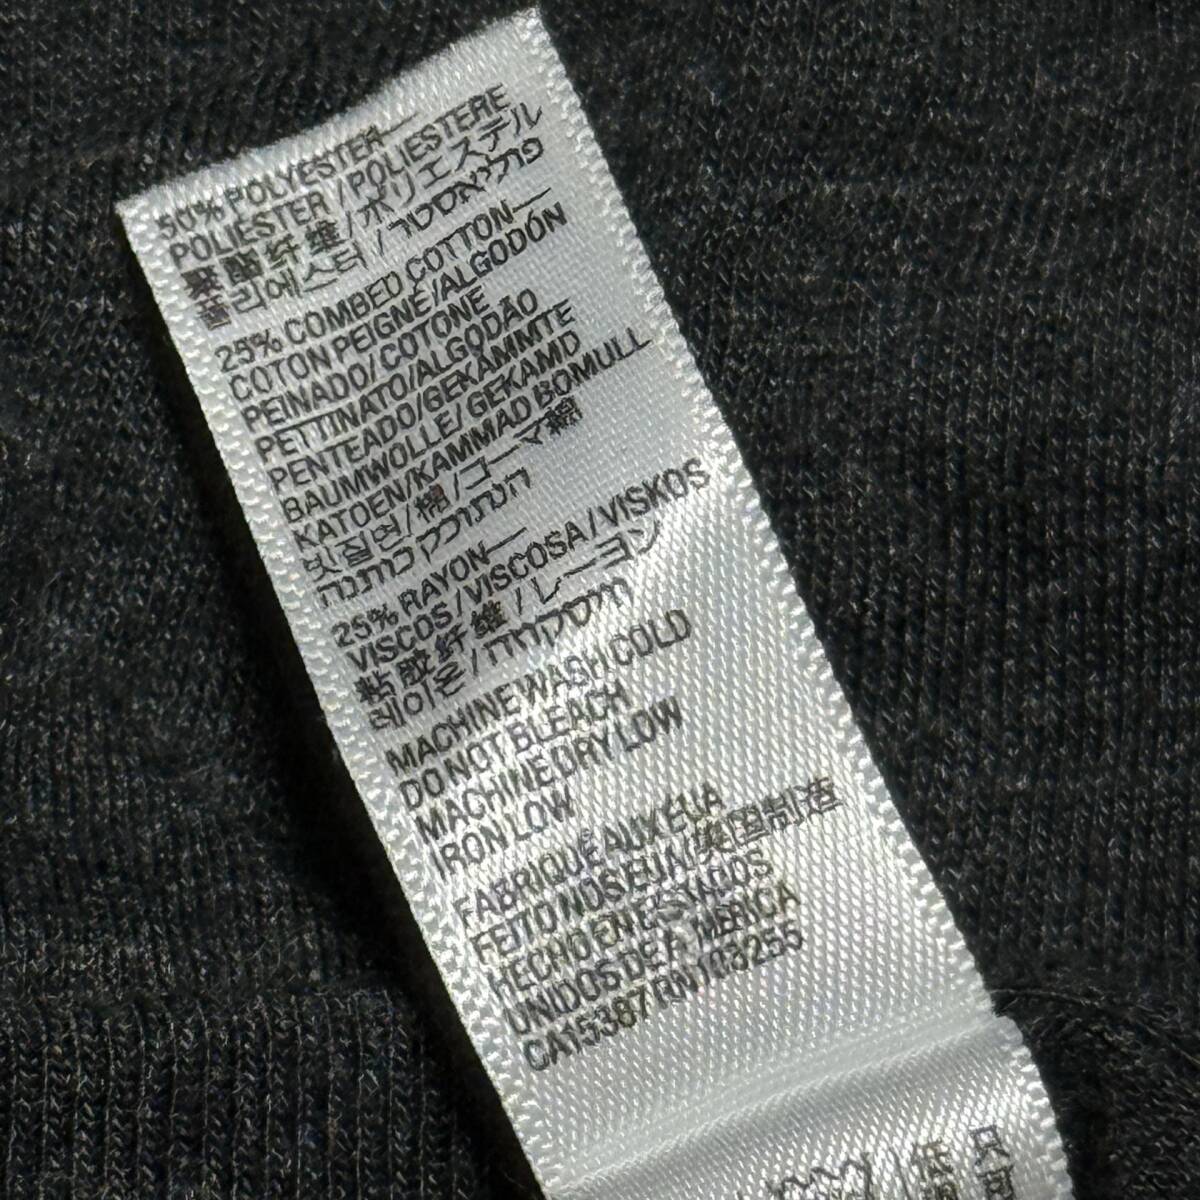 50% POLYESTER—
POLIESTER / POLIESTERE
聚酯纤维 / ポリエステル
폴리에스터 / פוליאסטר
25% COMBED COTTON—
COTON PEIGNÉ / ALGODÓN
PEINADO / COTONE
PETTINATO / ALGODÃO
PENTEADO / GEKÄMMTE
BAUMWOLLE / GEKAMD
KATOEN / KAMMAD BOMULL
빗질면 / 棉 / コーマ綿
כותנה
25% RAYON—
VISCOS / VISCOSA / VISKOS
粘胶纤维 / レーヨン
레이온 /
MACHINE WASH COLD
DO NOT BLEACH
MACHINE DRY LOW
IRON LOW
FABRIQUÉ AUX E.U.A
FEITO NOS EUA / 美国制造
HECHO EN ESTADOS
UNIDOS DE AMÉRICA
CA15387 RN103255